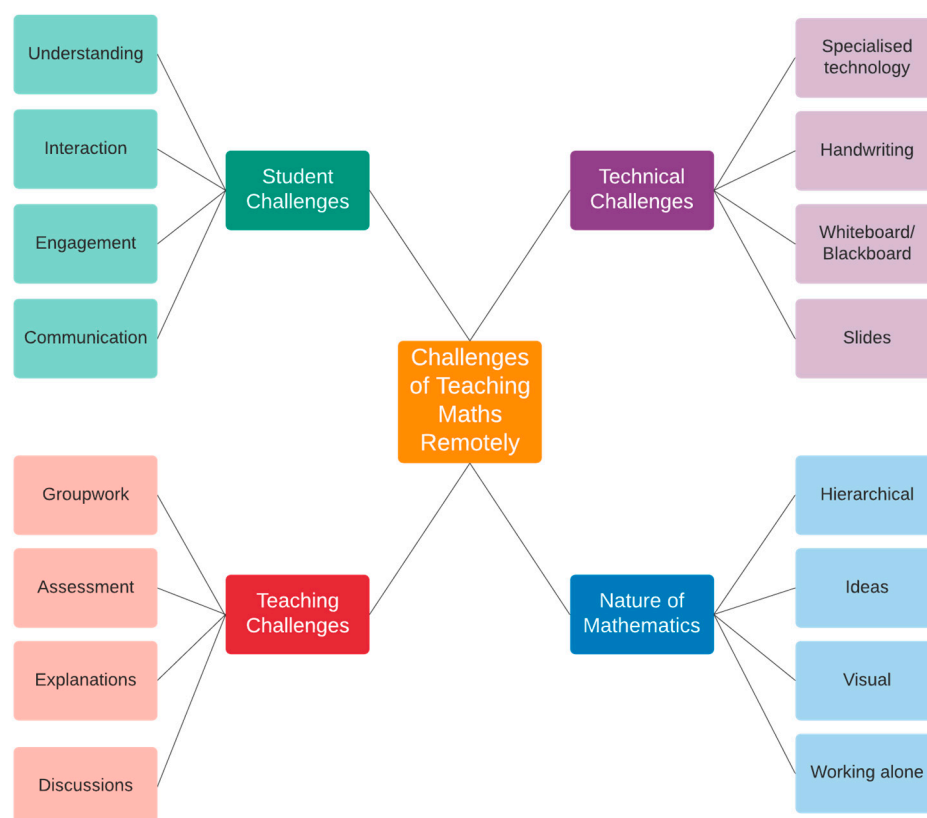 Understanding
Interaction
Engagement
Communication
Student
Challenges
Specialised
technology
Handwriting
Whiteboard/
Blackboard
Slides
Technical
Challenges
Challenges
of Teaching
Maths
Remotely
Groupwork
Assessment
Explanations
Discussions
Teaching
Challenges
Hierarchical
Ideas
Visual
Working alone
Nature of
Mathematics